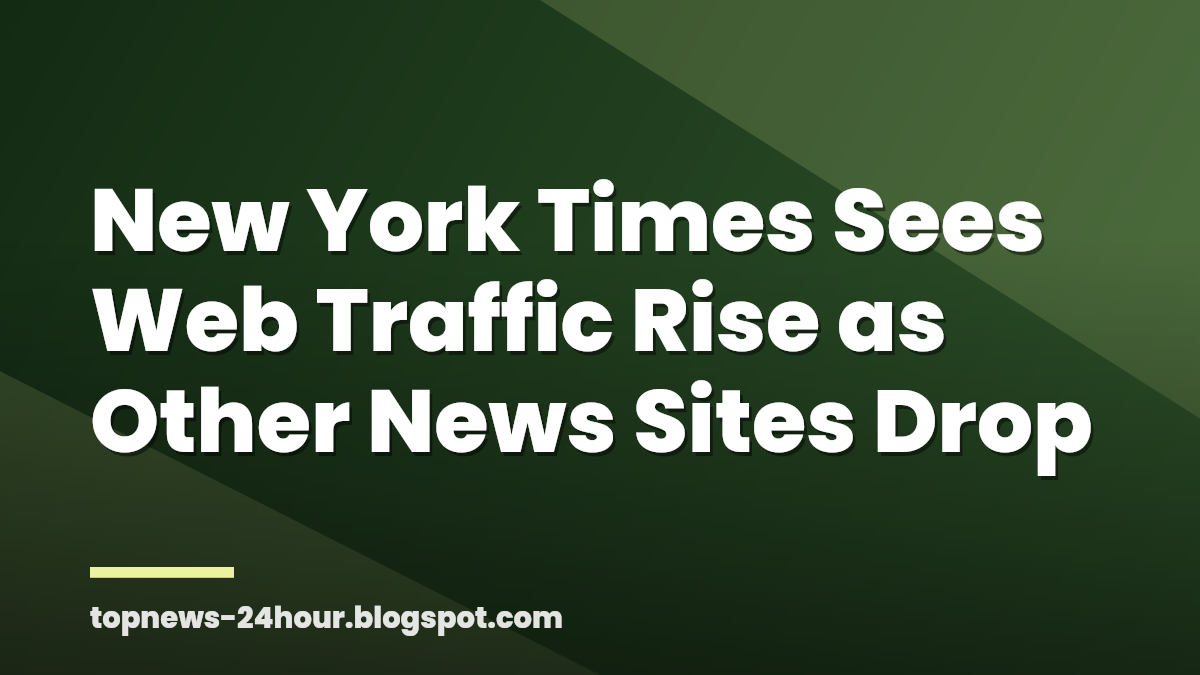 New York Times Sees
Web Traffic Rise as
Other News Sites Drop
topnews-24hour.blogspot.com